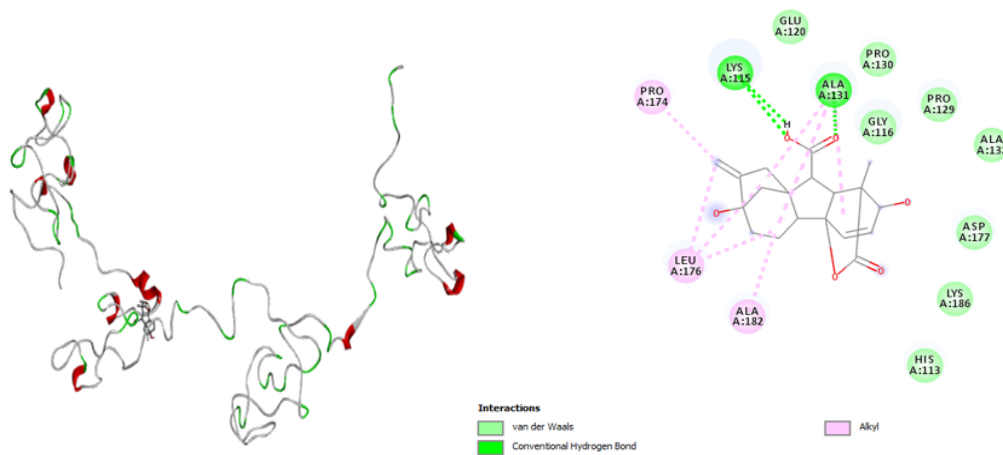 GLU
A:120
LYS
A:115
PRO
A:130
ALA
A:131
PRO
A:174
PRO
A:129
GLY
A:116
H
O
O
O
O
O
O
ASP
A:177
LEU
A:176
LYS
A:186
ALA
A:182
HIS
A:113
Interactions
van der Waals
Conventional Hydrogen Bond
Alkyl